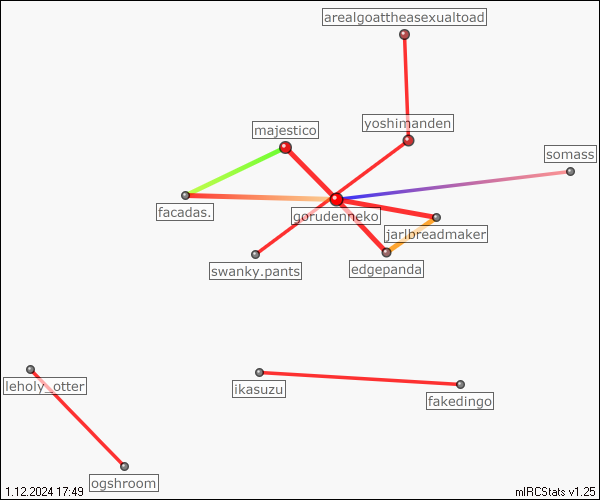 arealgoattheasexualtoad
yoshimanden
majestico
somass
facadas.
gorudenneko
jarlbreadmaker
swanky.pants
edgepanda
leholy_otter
ikasuzu
fakedingo
ogshroom
1.12.2024 17:49
mIRCStats v1.25